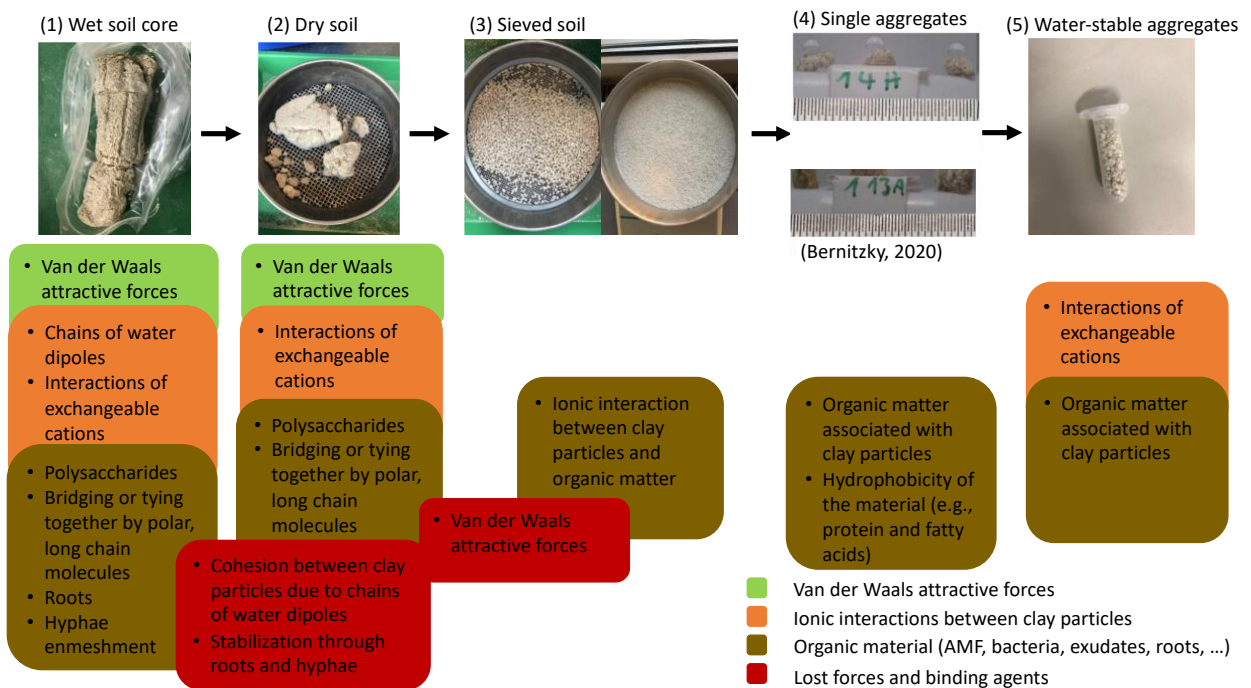 (1) Wet soil core
(2) Dry soil
(3) Sieved soil
(4) Single aggregates
(5) Water-stable aggregates
14A
1 13A
(Bernitzky, 2020)
• Van der Waals
attractive forces
• Chains of water
dipoles
• Interactions of
exchangeable
cations
• Polysaccharides
• Bridging or tying
together by polar,
long chain
molecules
• Roots
• Hyphae
enmeshment
• Van der Waals
attractive forces
• Interactions of
exchangeable
cations
• Polysaccharides
• Bridging or tying
together by polar,
long chain
molecules
• Cohesion between clay
particles due to chains
of water dipoles
• Stabilization through
roots and hyphae
• Van der Waals
attractive forces
• Ionic interaction
between clay
particles and
organic matter
• Organic matter
associated with
clay particles
• Hydrophobicity of
the material (e.g.,
protein and fatty
acids)
• Interactions of
exchangeable
cations
• Organic matter
associated with
clay particles
Van der Waals attractive forces
Ionic interactions between clay particles
Organic material (AMF, bacteria, exudates, roots, ...)
Lost forces and binding agents